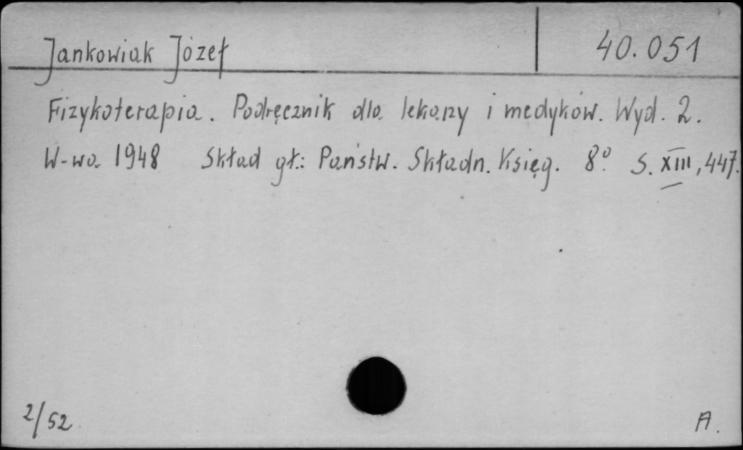 Jankowiak Józef 40.051
Fizykoterapia. Podręcznik dla lekarzy i medyków. Wyd. 2.
W-wa 1948 Skład gł.: Państw. Składn. Księg. 8° S. XIII, 447.
2/52 A.